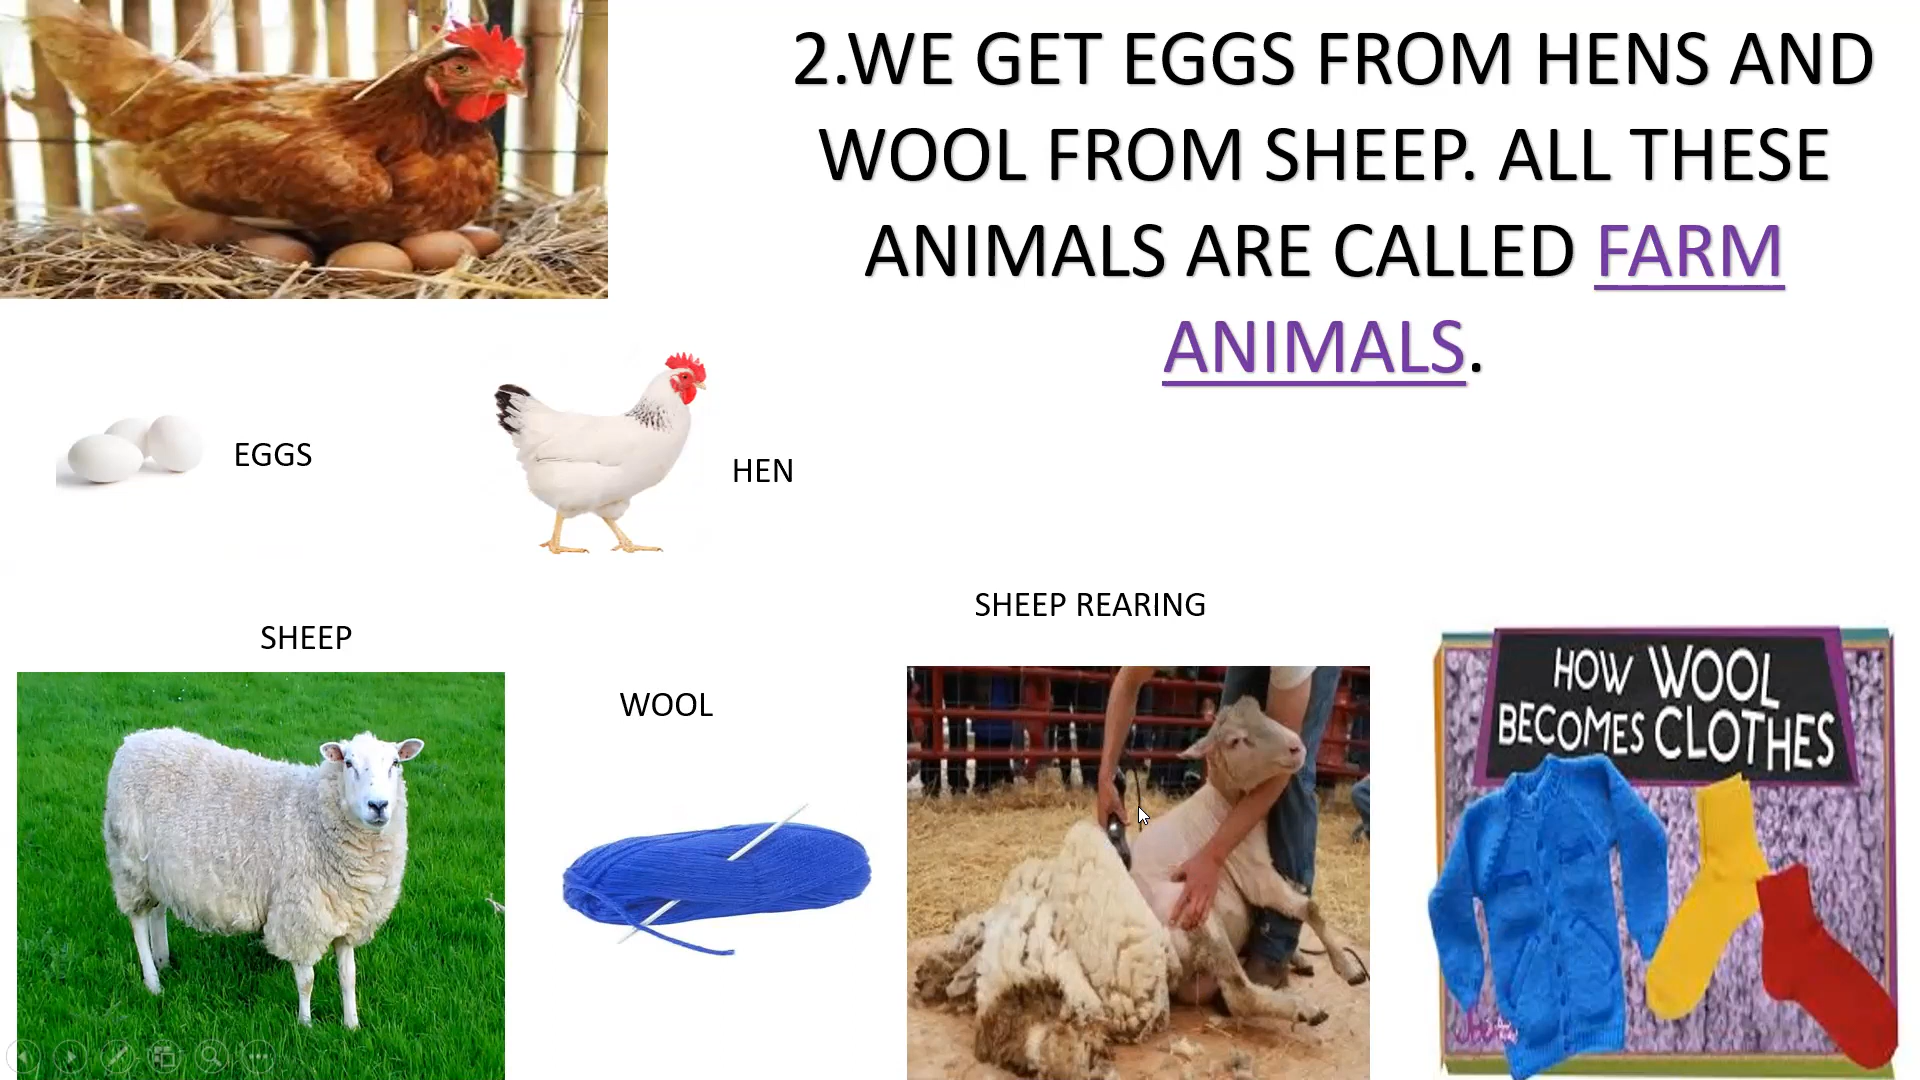 2.WE GET EGGS FROM HENS AND
WOOL FROM SHEEP. ALL THESE
ANIMALS ARE CALLED FARM
ANIMALS.
EGGS
HEN
SHEEP
WOOL
SHEEP REARING
HOW WOOL
BECOMES CLOTHES